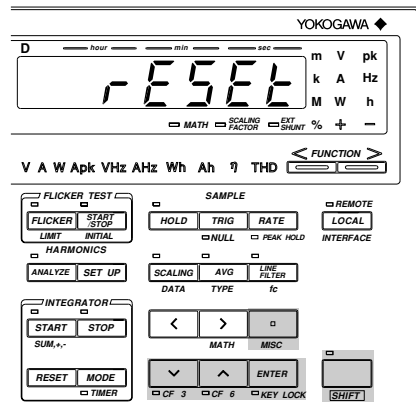 YOKOGAWA
D hour min sec m V pk
rESEt
k A Hz
M W h
MATH SCALING FACTOR EXT SHUNT % + −
V A W Apk VHz AHz Wh Ah η THD < FUNCTION >
FLICKER TEST SAMPLE REMOTE
FLICKER START /STOP HOLD TRIG RATE LOCAL
LIMIT INITIAL NULL PEAK HOLD INTERFACE
HARMONICS
ANALYZE SET UP SCALING AVG LINE FILTER
DATA TYPE fc
INTEGRATOR
START STOP < >
SUM,+,- MATH MISC
RESET MODE ENTER
TIMER CF 3 CF 6 KEY LOCK SHIFT